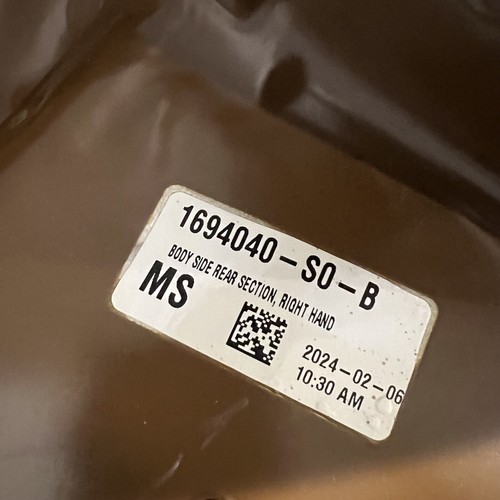 1694040-S0-B
BODY SIDE REAR SECTION, RIGHT HAND
MS
2024-02-06
10:30 AM